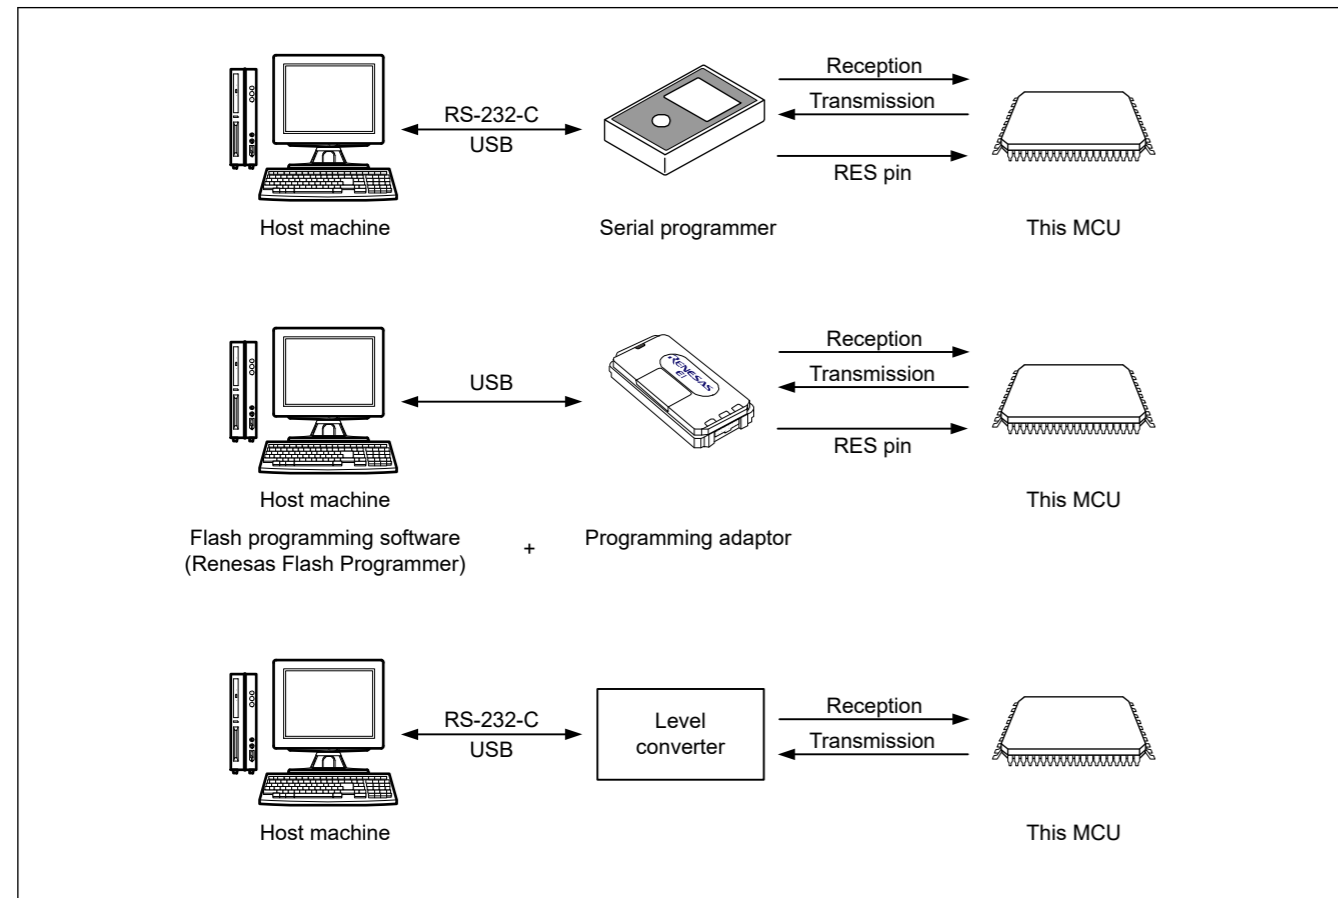 Reception
RS-232-C
Transmission
USB
RES pin
Host machine
Serial programmer
This MCU
Reception
USB
Transmission
RENESAS
E1
RES pin
Host machine
This MCU
Flash programming software
(Renesas Flash Programmer)
+
Programming adaptor
Reception
RS-232-C
Level
converter
Transmission
USB
Host machine
This MCU